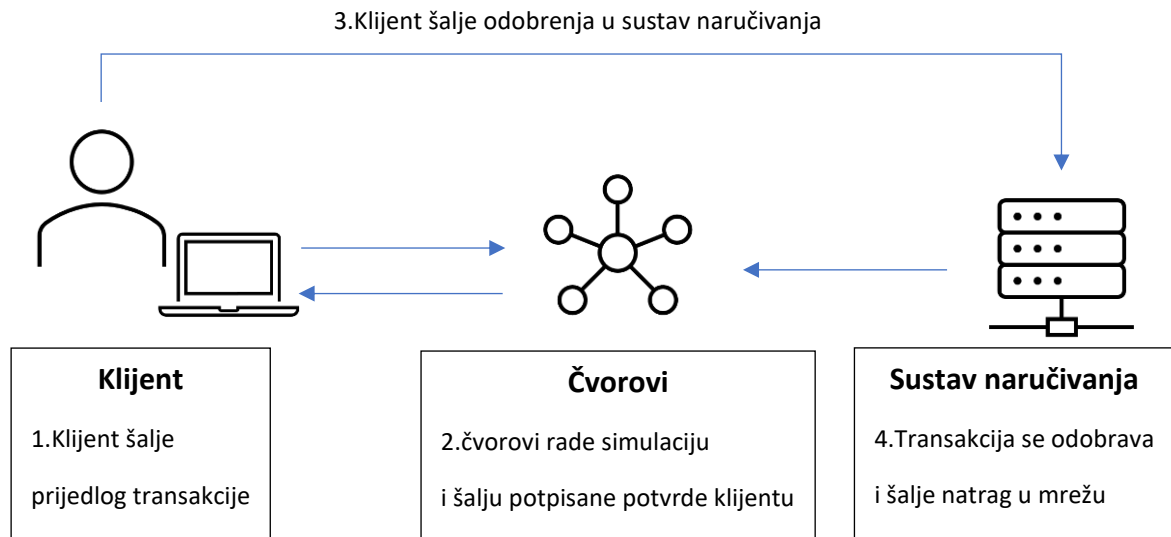 3.Klijent šalje odobrenja u sustav naručivanja
Klijent
1.Klijent šalje
prijedlog transakcije
Čvorovi
2.čvorovi rade simulaciju
i šalju potpisane potvrde klijentu
Sustav naručivanja
4.Transakcija se odobrava
i šalje natrag u mrežu